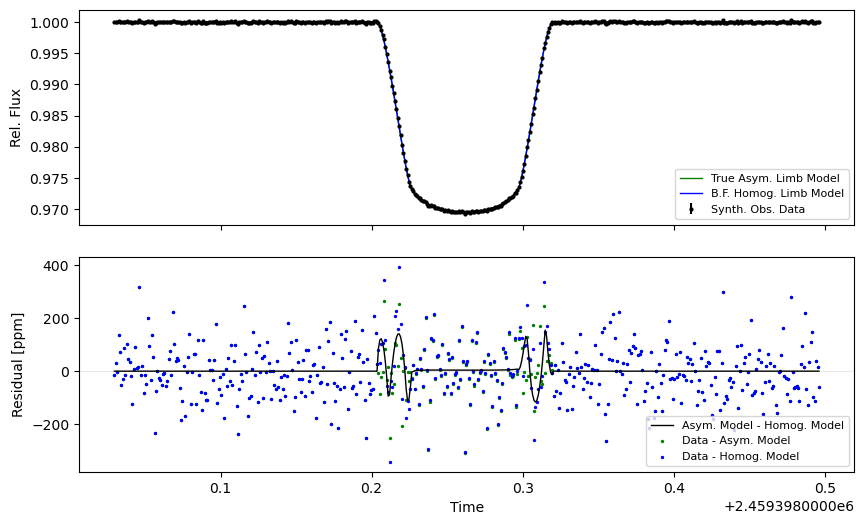 1.000
0.995
0.990
0.985
0.980
0.975
0.970
Rel. Flux
True Asym. Limb Model
B.F. Homog. Limb Model
Synth. Obs. Data
400
200
0
−200
Residual [ppm]
Asym. Model - Homog. Model
Data - Asym. Model
Data - Homog. Model
0.1
0.2
0.3
0.4
0.5
Time
+2.4593980000e6